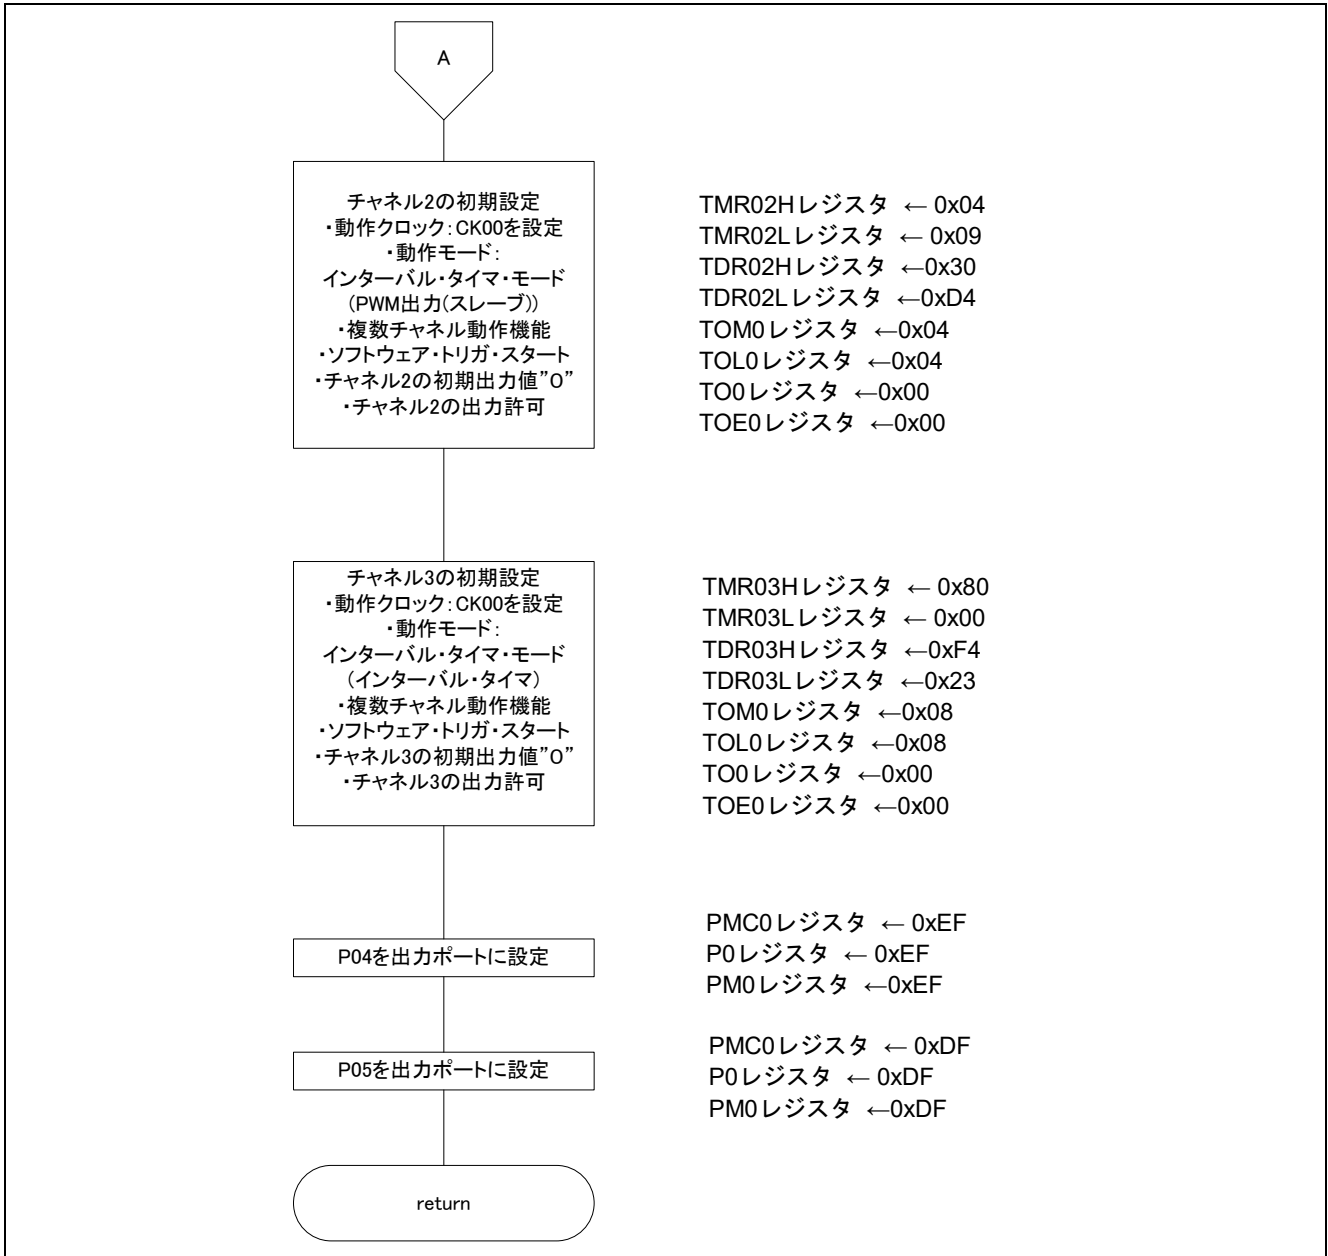 A
チャネル2の初期設定
・動作クロック:CK00を設定
・動作モード:
インターバル・タイマ・モード
(PWM出力(スレーブ))
・複数チャネル動作機能
・ソフトウェア・トリガ・スタート
・チャネル2の初期出力値”0”
・チャネル2の出力許可
TMR02Hレジスタ ← 0x04
TMR02Lレジスタ ← 0x09
TDR02Hレジスタ ←0x30
TDR02Lレジスタ ←0xD4
TOM0レジスタ ←0x04
TOL0レジスタ ←0x04
TO0レジスタ ←0x00
TOE0レジスタ ←0x00
チャネル3の初期設定
・動作クロック:CK00を設定
・動作モード:
インターバル・タイマ・モード
(インターバル・タイマ)
・複数チャネル動作機能
・ソフトウェア・トリガ・スタート
・チャネル3の初期出力値”0”
・チャネル3の出力許可
TMR03Hレジスタ ← 0x80
TMR03Lレジスタ ← 0x00
TDR03Hレジスタ ←0xF4
TDR03Lレジスタ ←0x23
TOM0レジスタ ←0x08
TOL0レジスタ ←0x08
TO0レジスタ ←0x00
TOE0レジスタ ←0x00
P04を出力ポートに設定
PMC0レジスタ ← 0xEF
P0レジスタ ← 0xEF
PM0レジスタ ←0xEF
P05を出力ポートに設定
PMC0レジスタ ← 0xDF
P0レジスタ ← 0xDF
PM0レジスタ ←0xDF
return